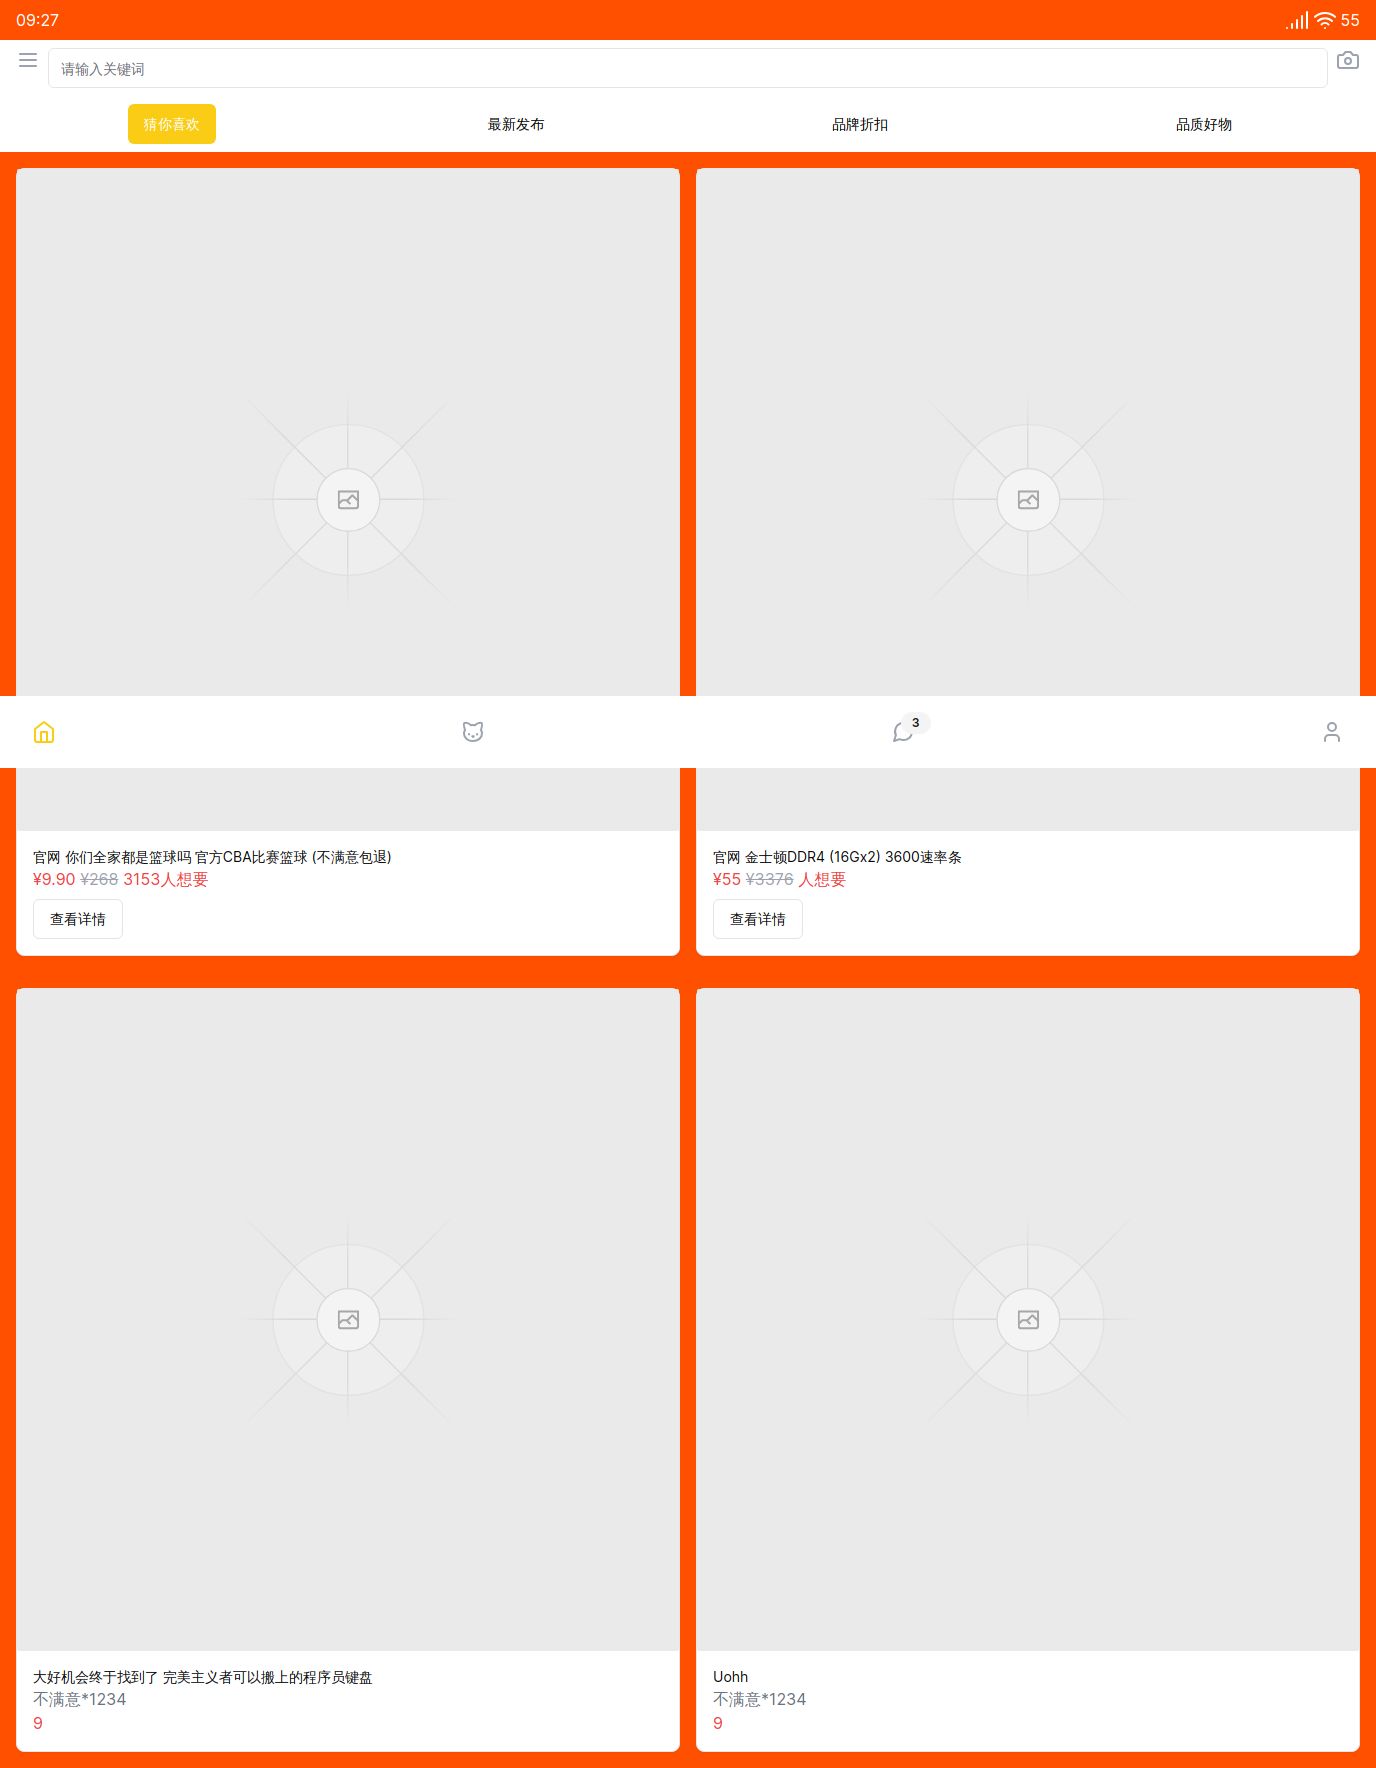 09:27
55
请输入关键词
猜你喜欢 最新发布 品牌折扣 品质好物
3
官网 你们全家都是篮球吗 官方CBA比赛篮球 (不满意包退)
¥9.90 ¥268 3153人想要
查看详情
官网 金士顿DDR4 (16Gx2) 3600速率条
¥55 ¥3376 人想要
查看详情
大好机会终于找到了 完美主义者可以搬上的程序员键盘
不满意*1234
9
Uohh
不满意*1234
9